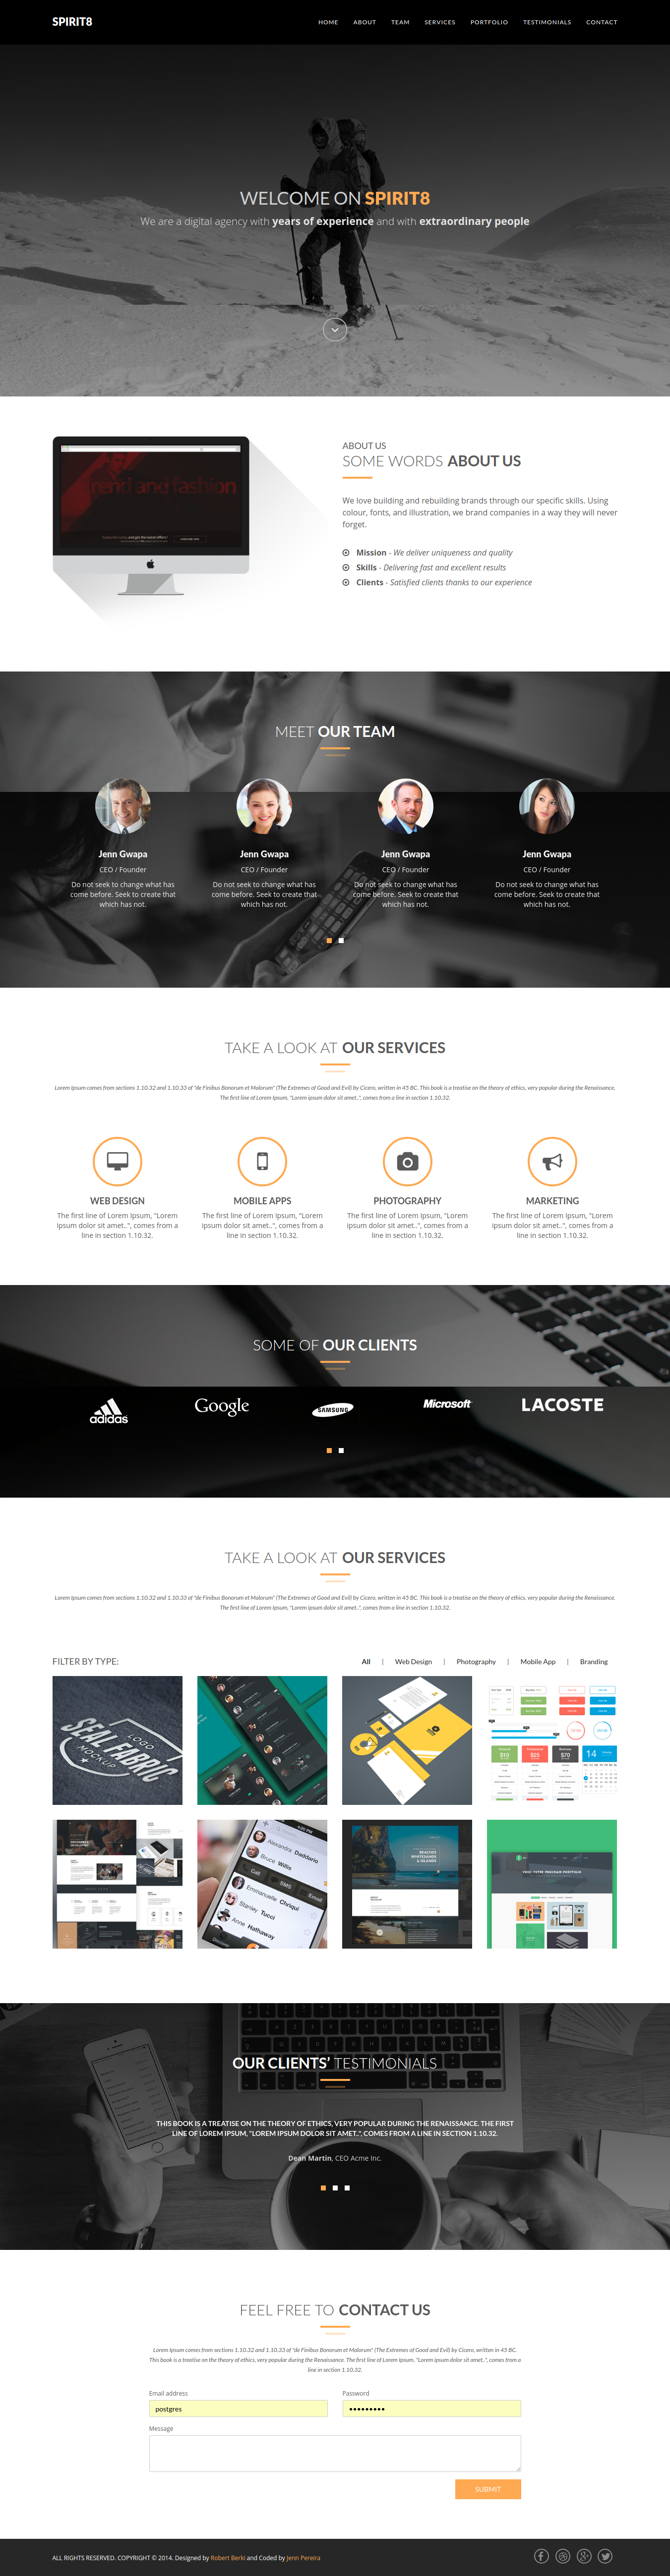 SPIRIT8
HOME ABOUT TEAM SERVICES PORTFOLIO TESTIMONIALS CONTACT
WELCOME ON SPIRIT8
We are a digital agency with years of experience and with extraordinary people
trend and fashion
ABOUT US
SOME WORDS ABOUT US
We love building and rebuilding brands through our specific skills. Using
colour, fonts, and illustration, we brand companies in a way they will never
forget.
Mission - We deliver uniqueness and quality
Skills - Delivering fast and excellent results
Clients - Satisfied clients thanks to our experience
MEET OUR TEAM
Jenn Gwapa Jenn Gwapa Jenn Gwapa Jenn Gwapa
CEO / Founder CEO / Founder CEO / Founder CEO / Founder
Do not seek to change what has Do not seek to change what has Do not seek to change what has Do not seek to change what has
come before. Seek to create that come before. Seek to create that come before. Seek to create that come before. Seek to create that
which has not. which has not. which has not. which has not.
TAKE A LOOK AT OUR SERVICES
Lorem Ipsum comes from sections 1.10.32 and 1.10.33 of "de Finibus Bonorum et Malorum" (The Extremes of Good and Evil) by Cicero, written in 45 BC. This book is a treatise on the theory of ethics, very popular during the Renaissance.
The first line of Lorem Ipsum, "Lorem ipsum dolor sit amet..", comes from a line in section 1.10.32.
WEB DESIGN MOBILE APPS PHOTOGRAPHY MARKETING
The first line of Lorem Ipsum, "Lorem The first line of Lorem Ipsum, "Lorem The first line of Lorem Ipsum, "Lorem The first line of Lorem Ipsum, "Lorem
ipsum dolor sit amet..", comes from a ipsum dolor sit amet..", comes from a ipsum dolor sit amet..", comes from a ipsum dolor sit amet..", comes from a
line in section 1.10.32. line in section 1.10.32. line in section 1.10.32. line in section 1.10.32.
SOME OF OUR CLIENTS
adidas Google SAMSUNG Microsoft LACOSTE
TAKE A LOOK AT OUR SERVICES
Lorem Ipsum comes from sections 1.10.32 and 1.10.33 of "de Finibus Bonorum et Malorum" (The Extremes of Good and Evil) by Cicero, written in 45 BC. This book is a treatise on the theory of ethics, very popular during the Renaissance.
The first line of Lorem Ipsum, "Lorem ipsum dolor sit amet..", comes from a line in section 1.10.32.
FILTER BY TYPE:
All | Web Design | Photography | Mobile App | Branding
LOGO
MOCKUP
$10 $25 $70
14
Alexandra Daddario
Bruce Willis
Call SMS Email
Emmanuelle Chriqui
Stanley Tucci
Anne Hathaway
Discover
BEACHES
WHITESANDS
& ISLANDS
OUR CLIENTS' TESTIMONIALS
THIS BOOK IS A TREATISE ON THE THEORY OF ETHICS, VERY POPULAR DURING THE RENAISSANCE. THE FIRST
LINE OF LOREM IPSUM, "LOREM IPSUM DOLOR SIT AMET..", COMES FROM A LINE IN SECTION 1.10.32.
Dean Martin, CEO Acme Inc.
FEEL FREE TO CONTACT US
Lorem Ipsum comes from sections 1.10.32 and 1.10.33 of "de Finibus Bonorum et Malorum" (The Extremes of Good and Evil) by Cicero, written in 45 BC.
This book is a treatise on the theory of ethics, very popular during the Renaissance. The first line of Lorem Ipsum, "Lorem ipsum dolor sit amet..", comes from a
line in section 1.10.32.
Email address Password
postgres •••••••••
Message
SUBMIT
ALL RIGHTS RESERVED. COPYRIGHT © 2014. Designed by Robert Berki and Coded by Jenn Pereira